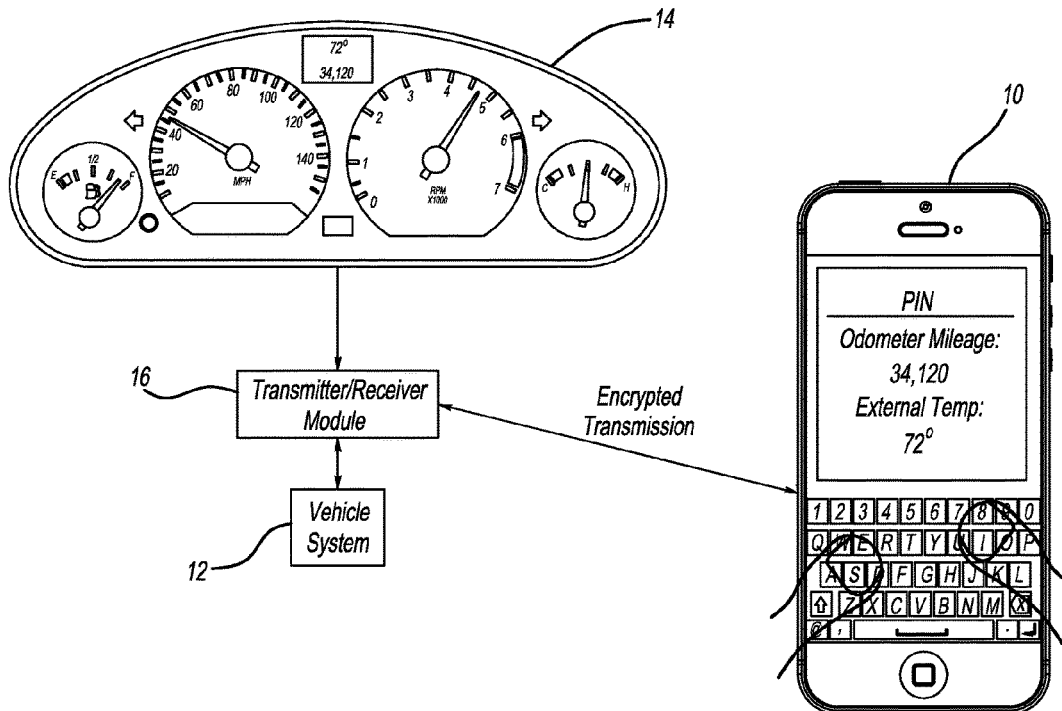 14
72°
34,120
20
40
60
80
100
120
140
MPH
0
1
2
3
4
5
6
7
RPM
X1000
E
1/2
F
C
H
10
PIN
Odometer Mileage:
34,120
External Temp:
72°
16
Transmitter/Receiver
Module
Encrypted
Transmission
Vehicle
System
12
1 2 3 4 5 6 7 8 9 0
Q W E R T Y U I O P
A S D F G H J K L
Z X C V B N M X
@ , .